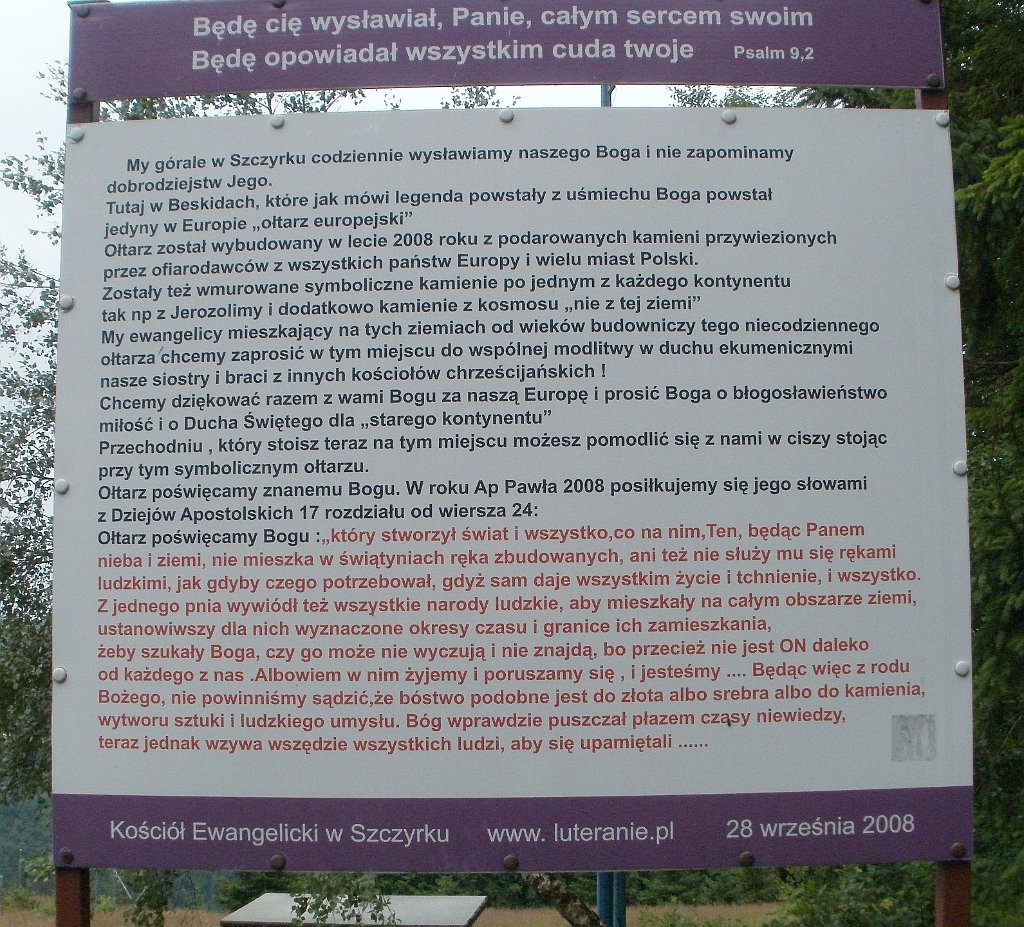 Będę cię wysławiał, Panie, całym sercem swoim
Będę opowiadał wszystkim cuda twoje Psalm 9,2
My górale w Szczyrku codziennie wysławiamy naszego Boga i nie zapominamy
dobrodziejstw Jego.
Tutaj w Beskidach, które jak mówi legenda powstały z uśmiechu Boga powstał
jedyny w Europie „ołtarz europejski”
Ołtarz został wybudowany w lecie 2008 roku z podarowanych kamieni przywiezionych
przez ofiarodawców z wszystkich państw Europy i wielu miast Polski.
Zostały też wmurowane symboliczne kamienie po jednym z każdego kontynentu
tak np z Jerozolimy i dodatkowo kamienie z kosmosu „nie z tej ziemi”
My ewangelicy mieszkający na tych ziemiach od wieków budowniczy tego niecodziennego
ołtarza chcemy zaprosić w tym miejscu do wspólnej modlitwy w duchu ekumenicznymi
nasze siostry i braci z innych kościołów chrześcijańskich !
Chcemy dziękować razem z wami Bogu za naszą Europę i prosić Boga o błogosławieństwo
miłość i o Ducha Świętego dla „starego kontynentu”
Przechodniu , który stoisz teraz na tym miejscu możesz pomodlić się z nami w ciszy stojąc
przy tym symbolicznym ołtarzu.
Ołtarz poświęcamy znanemu Bogu. W roku Ap Pawła 2008 posiłkujemy się jego słowami
z Dziejów Apostolskich 17 rozdziału od wiersza 24:
Ołtarz poświęcamy Bogu :„który stworzył świat i wszystko,co na nim,Ten, będąc Panem
nieba i ziemi, nie mieszka w świątyniach ręka zbudowanych, ani też nie służy mu się rękami
ludzkimi, jak gdyby czego potrzebował, gdyż sam daje wszystkim życie i tchnienie, i wszystko.
Z jednego pnia wywiódł też wszystkie narody ludzkie, aby mieszkały na całym obszarze ziemi,
ustanowiwszy dla nich wyznaczone okresy czasu i granice ich zamieszkania,
żeby szukały Boga, czy go może nie wyczują i nie znajdą, bo przecież nie jest ON daleko
od każdego z nas .Albowiem w nim żyjemy i poruszamy się , i jesteśmy .... Będąc więc z rodu
Bożego, nie powinniśmy sądzić,że bóstwo podobne jest do złota albo srebra albo do kamienia,
wytworu sztuki i ludzkiego umysłu. Bóg wprawdzie puszczał płazem cząsy niewiedzy,
teraz jednak wzywa wszędzie wszystkich ludzi, aby się upamiętali ......
Kościół Ewangelicki w Szczyrku www. luteranie.pl 28 września 2008